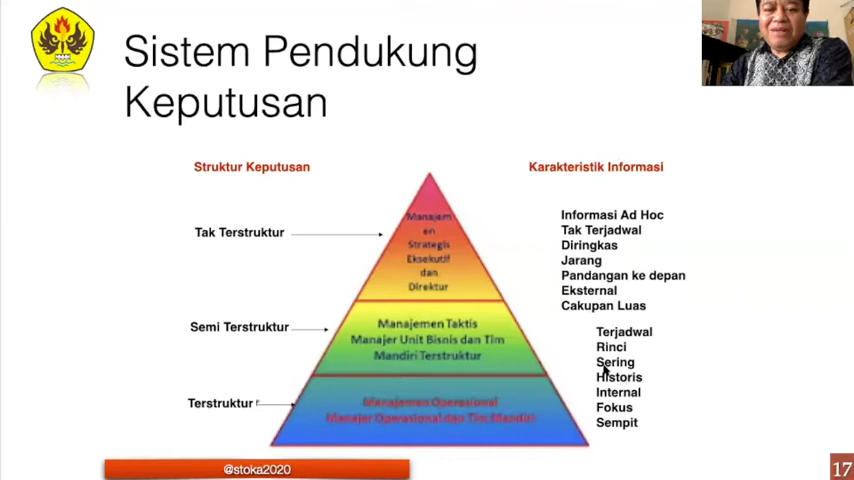 Sistem Pendukung
Keputusan
Struktur Keputusan
Karakteristik Informasi
Tak Terstruktur
Manajem
en
Strategis
Eksekutif
dan
Direktur
Informasi Ad Hoc
Tak Terjadwal
Diringkas
Jarang
Pandangan ke depan
Eksternal
Cakupan Luas
Semi Terstruktur
Manajemen Taktis
Manajer Unit Bisnis dan Tim
Mandiri Terstruktur
Terjadwal
Rinci
Sering
Historis
Internal
Fokus
Sempit
Terstruktur
Manajemen Operasional
Manajer Operasional dan Tim Mandiri
@stoka2020
17